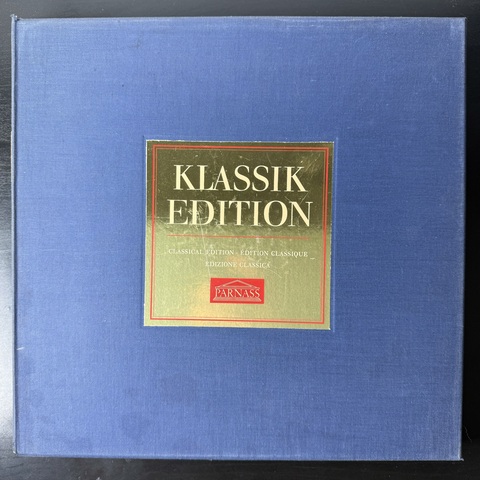 KLASSIK
EDITION
CLASSICAL EDITION · EDITION CLASSIQUE
EDIZIONE CLASSICA
PARNASS